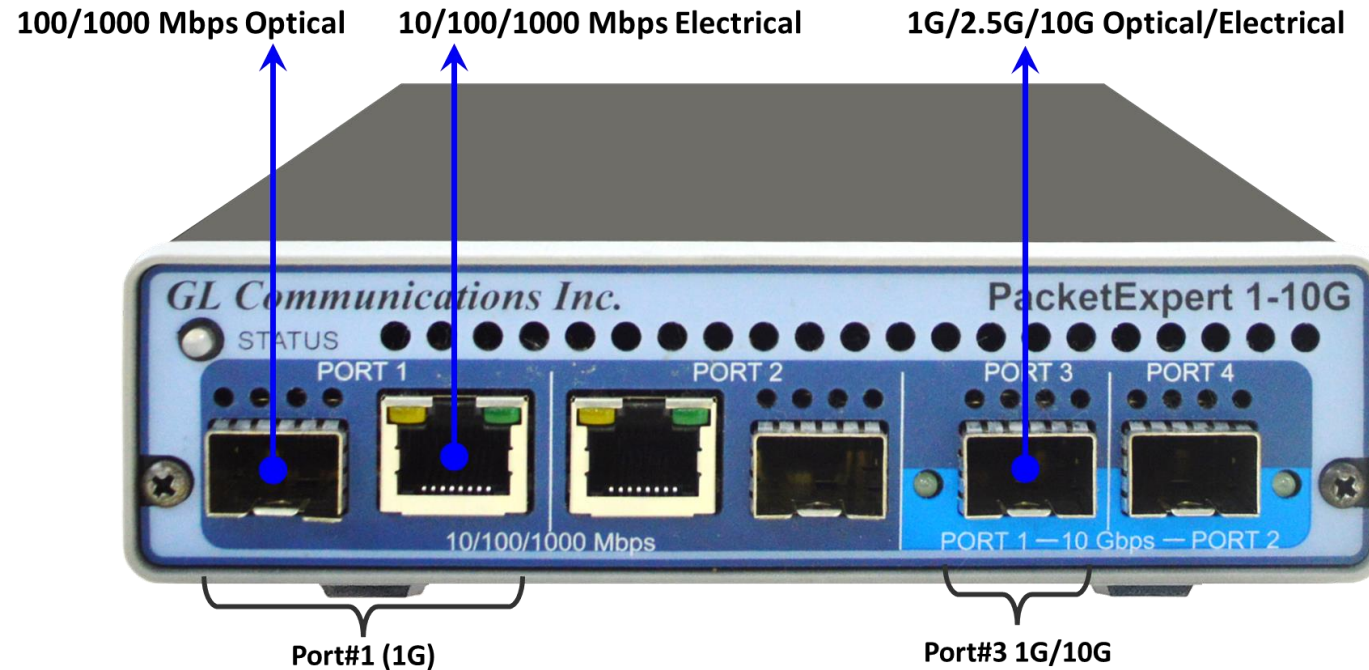 100/1000 Mbps Optical
10/100/1000 Mbps Electrical
1G/2.5G/10G Optical/Electrical
GL Communications Inc.
PacketExpert 1-10G
STATUS
PORT 1
PORT 2
PORT 3
PORT 4
10/100/1000 Mbps
PORT 1 — 10 Gbps — PORT 2
Port#1 (1G)
Port#3 1G/10G